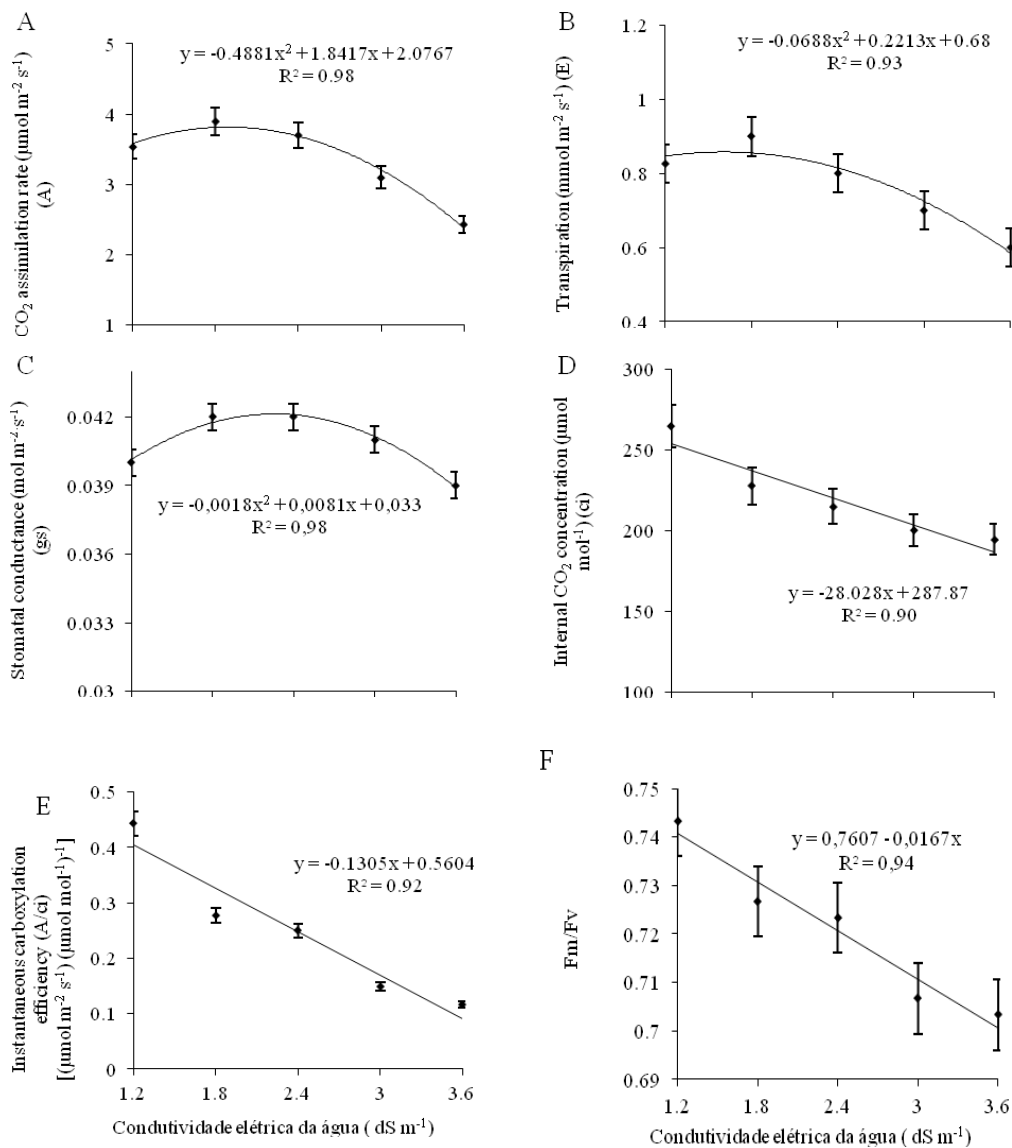 A
y = -0.4881x² + 1.8417x + 2.0767
R² = 0.98
CO₂ assimilation rate (μmol m⁻² s⁻¹)
(A)
5
4
3
2
1
B
y = -0.0688x² + 0.2213x + 0.68
R² = 0.93
Transpiration (mmol m⁻² s⁻¹) (E)
1.2
1
0.8
0.6
0.4
C
y = -0,0018x² + 0,0081x + 0,033
R² = 0,98
Stomatal conductance (mol m⁻² s⁻¹)
(gs)
0.042
0.039
0.036
0.033
0.03
D
y = -28.028x + 287.87
R² = 0.90
Internal CO₂ concentration (μmol
mol⁻¹) (ci)
300
250
200
150
100
E
y = -0.1305x + 0.5604
R² = 0.92
Instantaneous carboxylation
efficiency (A/ci)
[(μmol m⁻² s⁻¹) (μmol mol⁻¹)⁻¹]
0.5
0.4
0.3
0.2
0.1
0
1.2 1.8 2.4 3 3.6
Condutividade elétrica da água ( dS m⁻¹)
F
y = 0,7607 - 0,0167x
R² = 0,94
Fm/Fv
0.75
0.74
0.73
0.72
0.71
0.7
0.69
1.2 1.8 2.4 3 3.6
Condutividade elétrica da água ( dS m⁻¹)